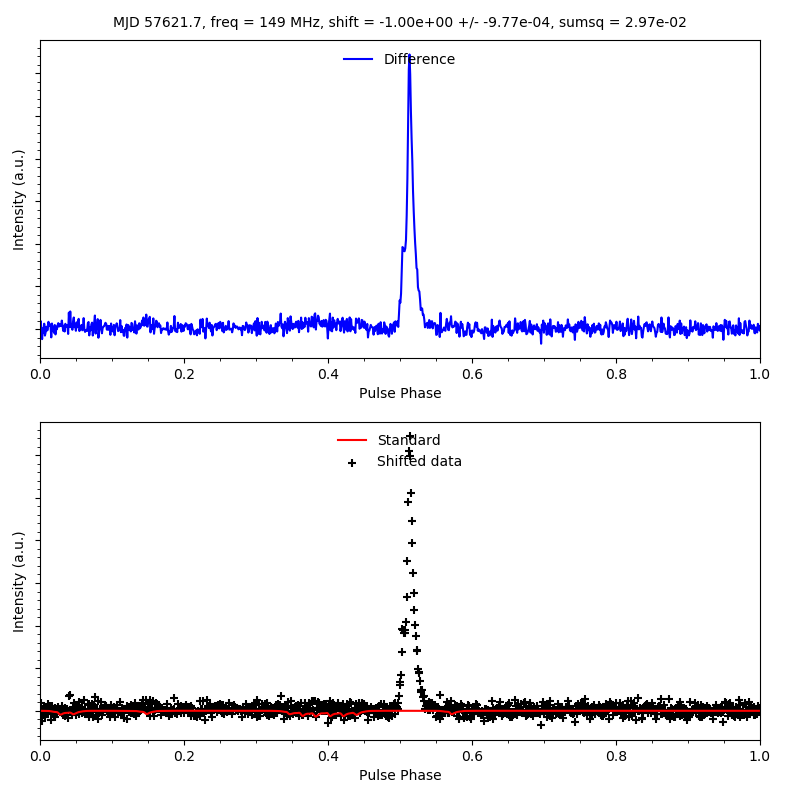 MJD 57621.7, freq = 149 MHz, shift = -1.00e+00 +/- -9.77e-04, sumsq = 2.97e-02
Difference
Intensity (a.u.)
0.0 0.2 0.4 0.6 0.8 1.0
Pulse Phase
Standard
Shifted data
Intensity (a.u.)
0.0 0.2 0.4 0.6 0.8 1.0
Pulse Phase